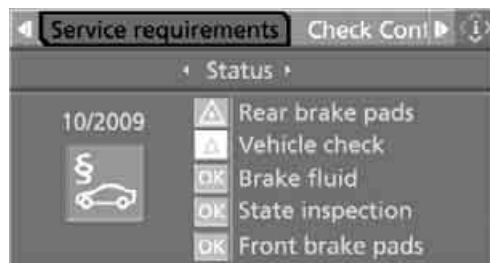 Service requirements Check Cont
Status
10/2009
Rear brake pads
Vehicle check
§
OK Brake fluid
OK State inspection
OK Front brake pads